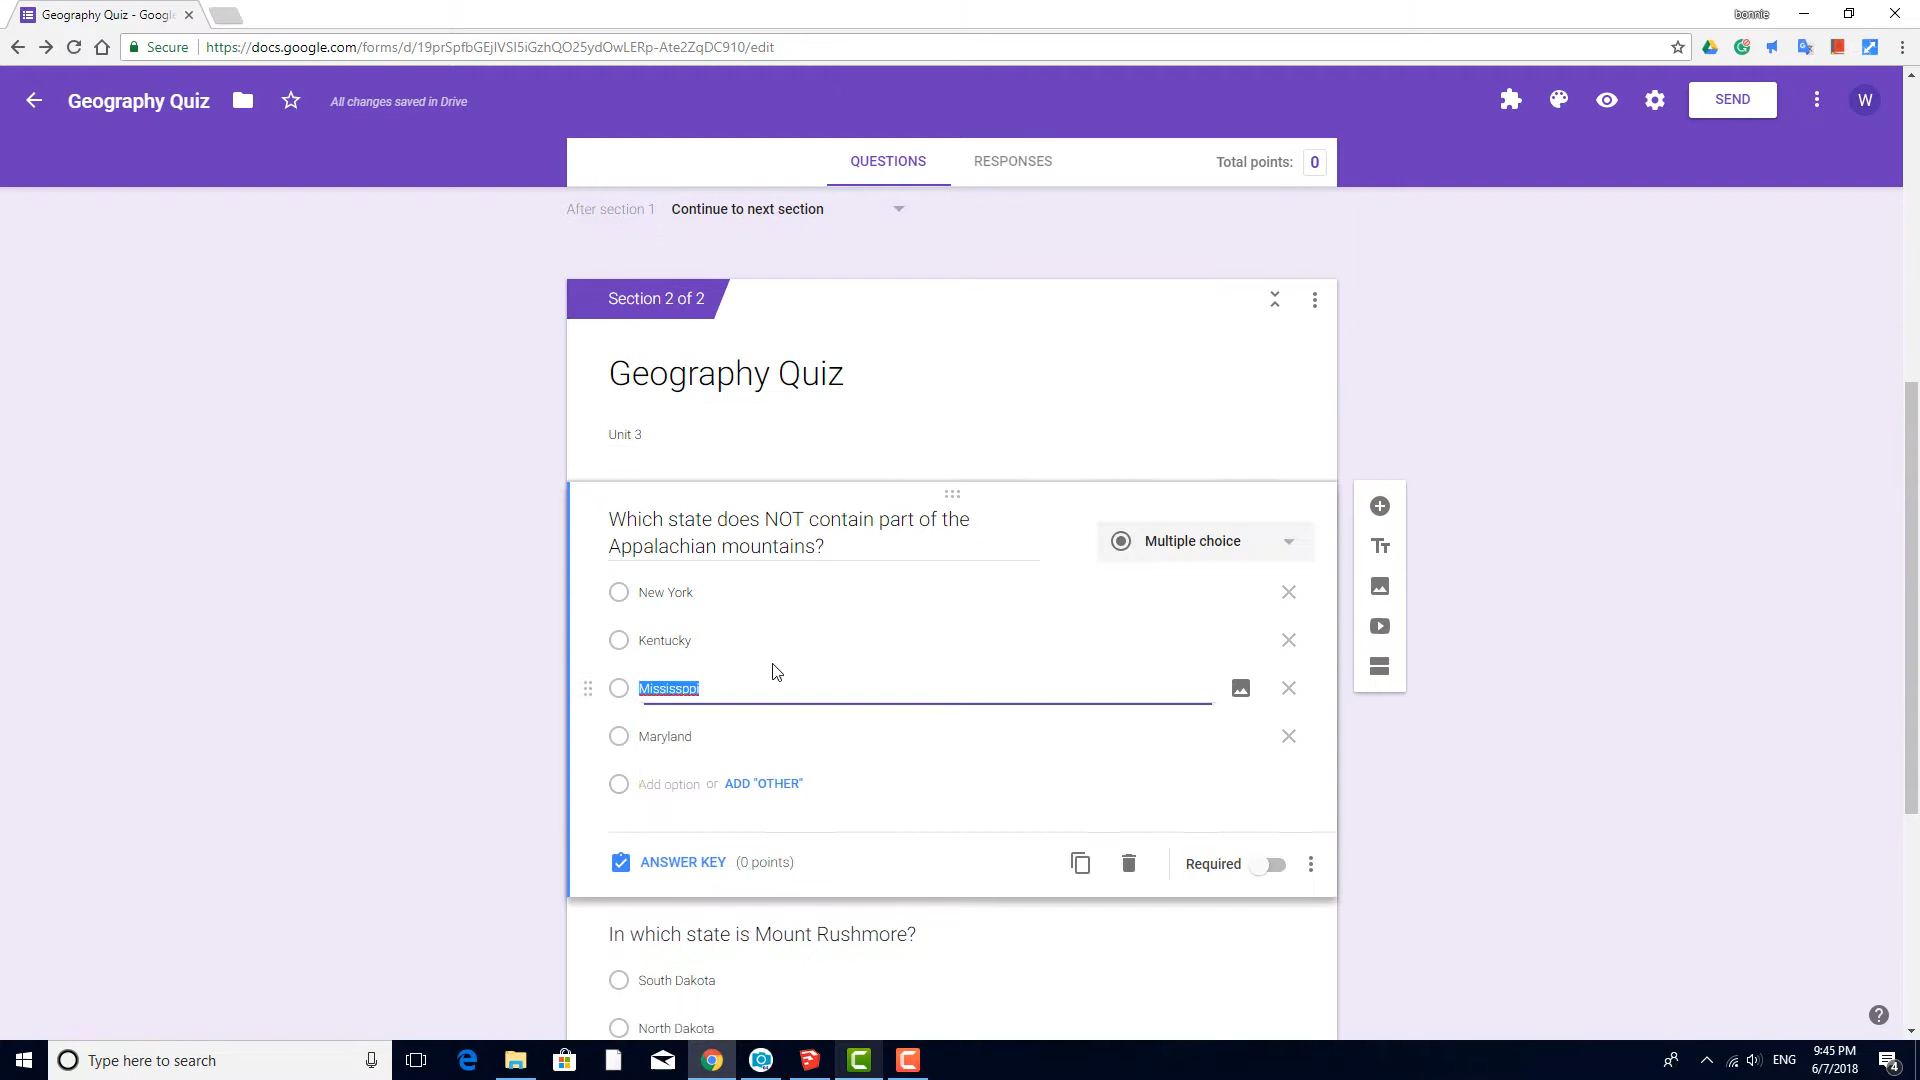 Geography Quiz - Google
bonnie
Secure
https://docs.google.com/forms/d/19prSpfbGEjlVSI5iGzhQO25ydOwLERp-Ate2ZqDC910/edit
Geography Quiz
All changes saved in Drive
SEND
W
QUESTIONS
RESPONSES
Total points: 0
After section 1 Continue to next section
Section 2 of 2
Geography Quiz
Unit 3
Which state does NOT contain part of the
Appalachian mountains?
Multiple choice
New York
Kentucky
Mississppi
Maryland
Add option or ADD "OTHER"
ANSWER KEY (0 points)
Required
In which state is Mount Rushmore?
South Dakota
North Dakota
Type here to search
ENG
9:45 PM
6/7/2018
4